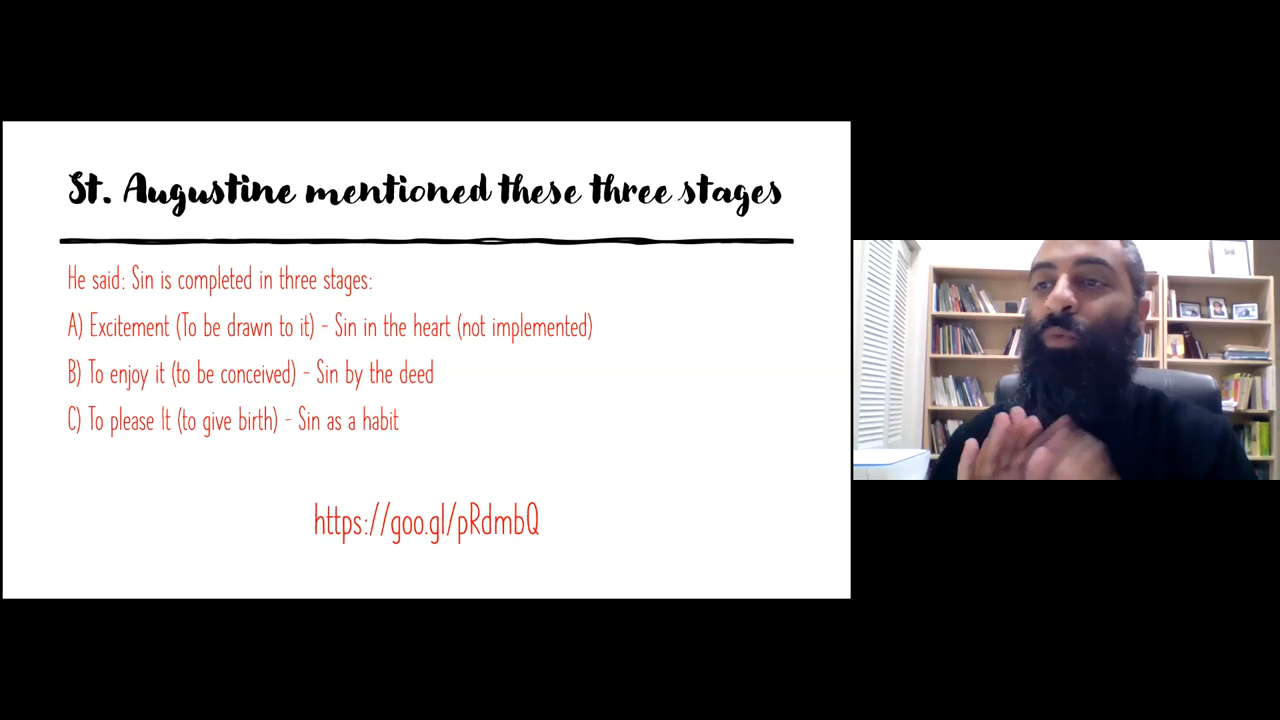 St. Augustine mentioned these three stages
He said: Sin is completed in three stages:
A) Excitement (To be drawn to it) - Sin in the heart (not implemented)
B) To enjoy it (to be conceived) - Sin by the deed
C) To please It (to give birth) - Sin as a habit
https://goo.gl/pRdmbQ